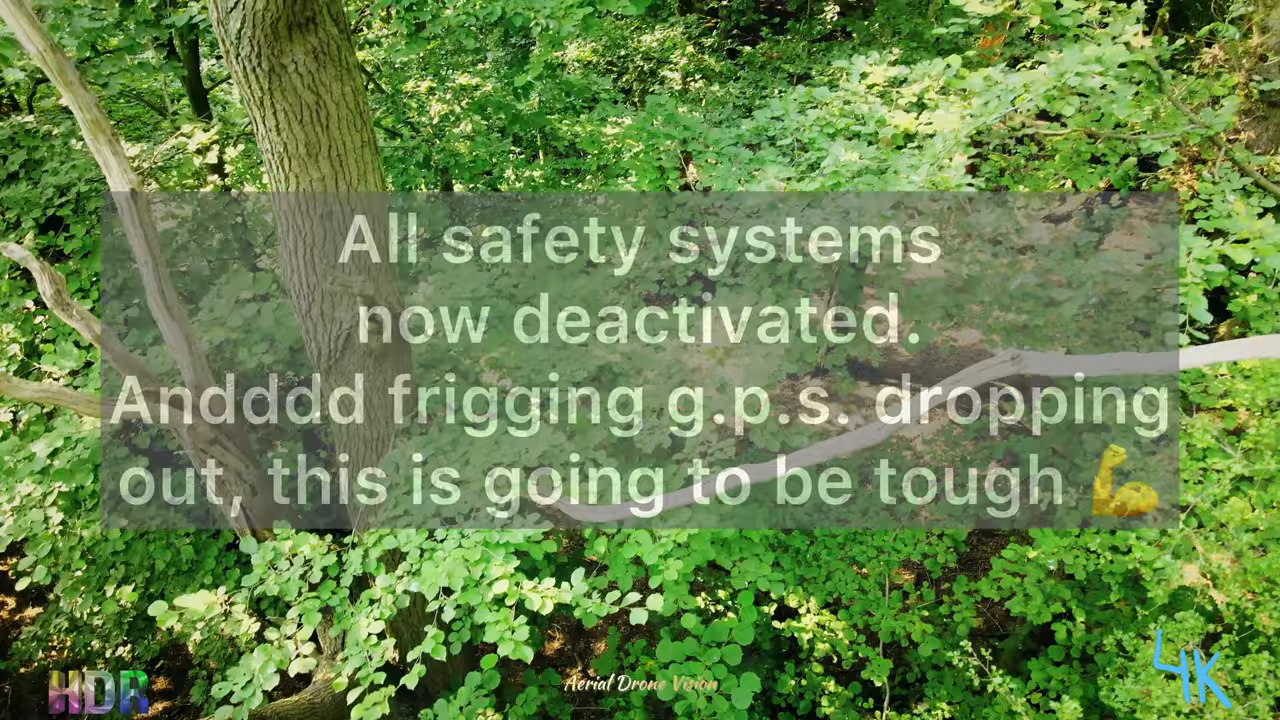 All safety systems
now deactivated.
Andddd frigging g.p.s. dropping
out, this is going to be tough 💪
HDR
Aerial Drone Vision
4K